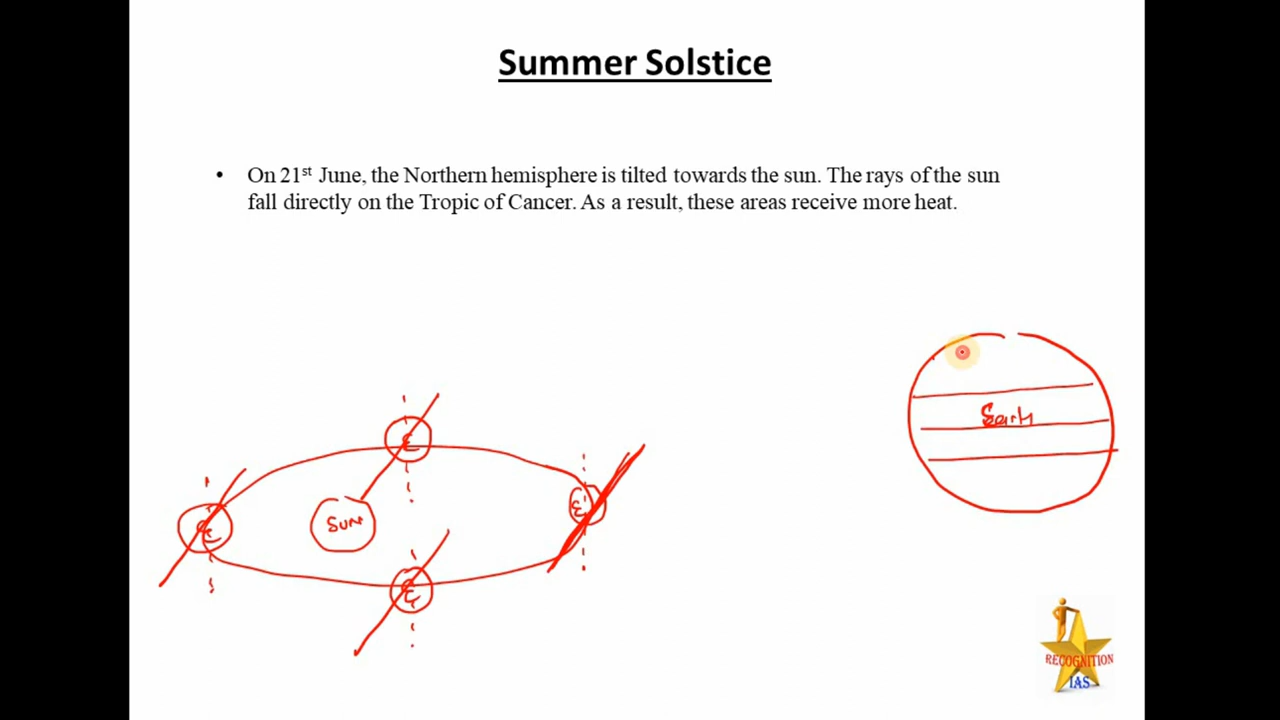 Summer Solstice
• On 21st June, the Northern hemisphere is tilted towards the sun. The rays of the sun
fall directly on the Tropic of Cancer. As a result, these areas receive more heat.
Earth
E
E
Sun
E
E
RECOGNITION
IAS